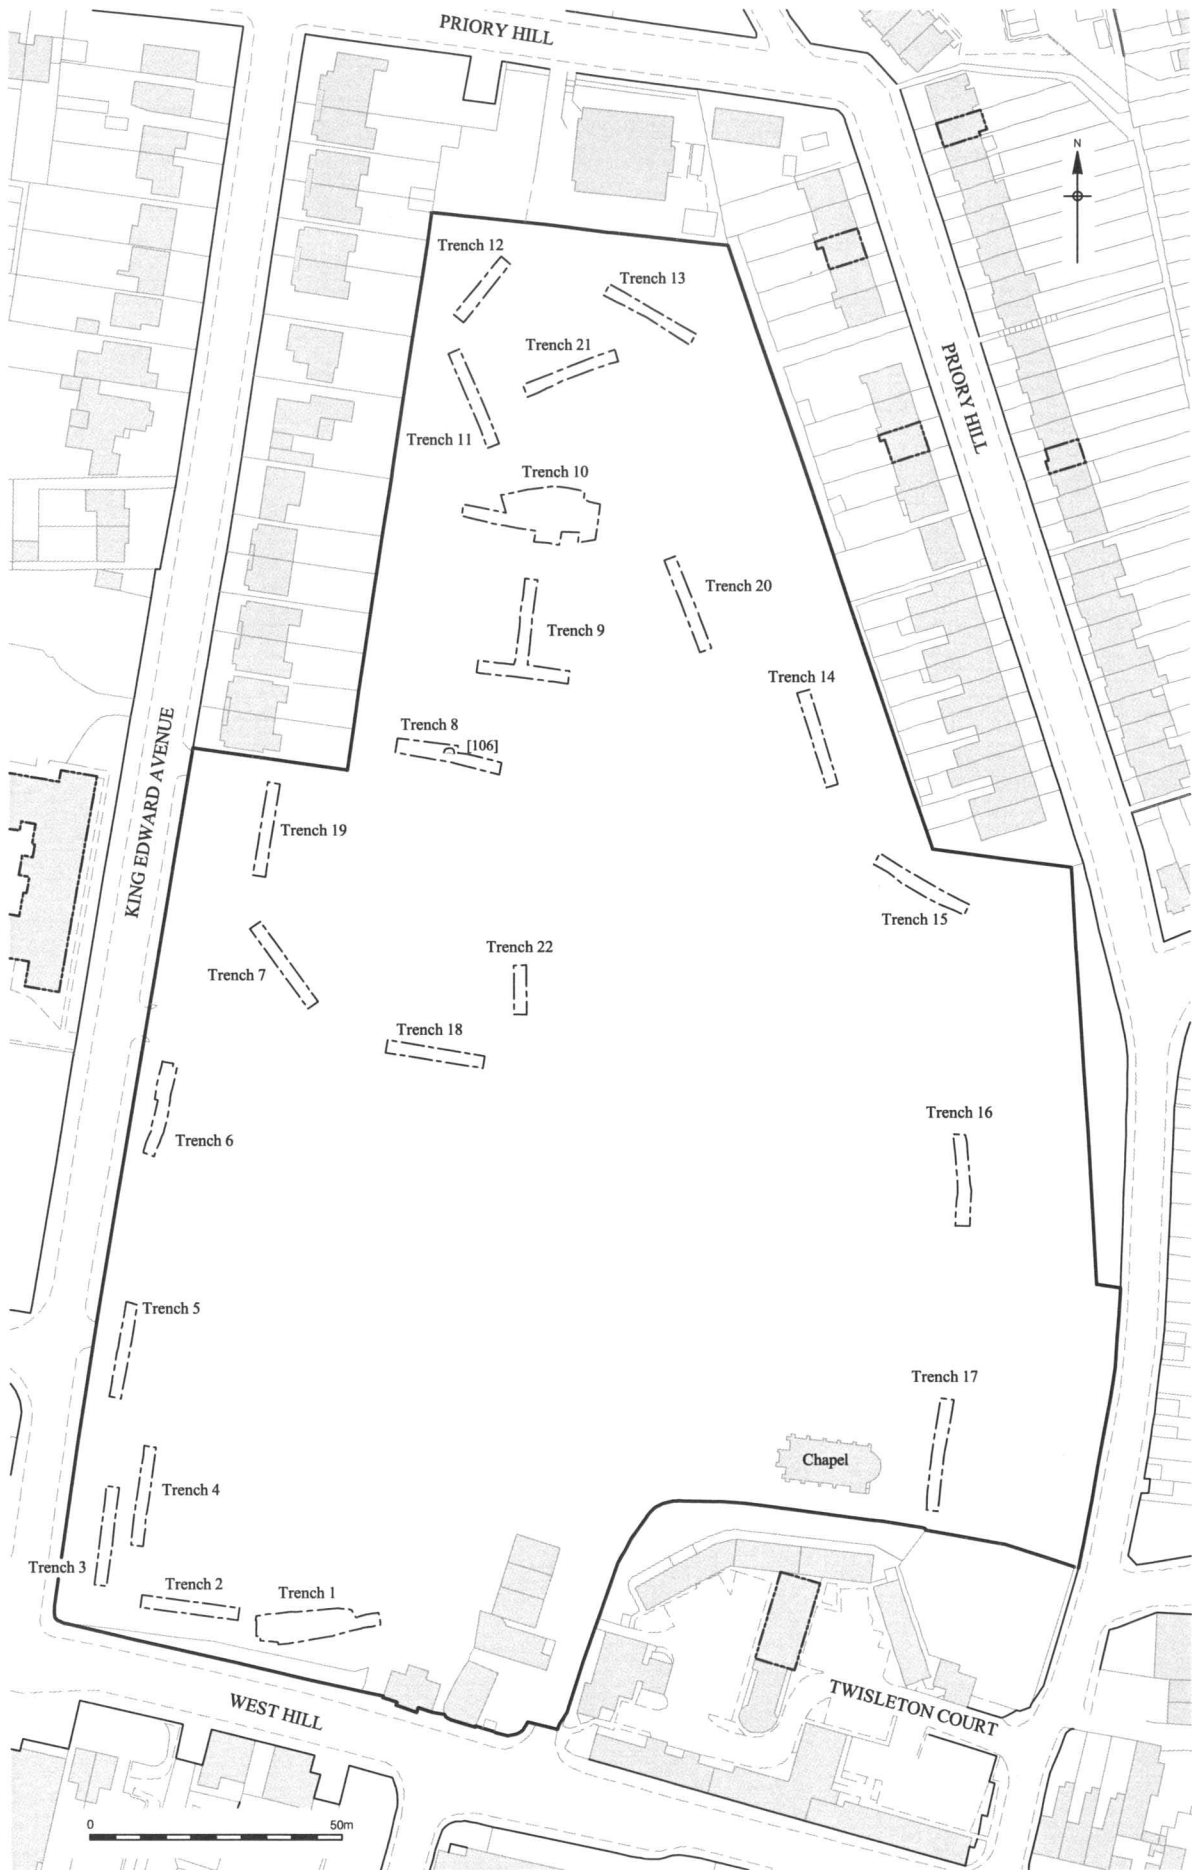 PRIORY HILL
N
Trench 12
Trench 13
Trench 21
PRIORY HILL
Trench 11
Trench 10
Trench 20
Trench 9
Trench 14
Trench 8
[106]
KING EDWARD AVENUE
Trench 19
Trench 15
Trench 22
Trench 7
Trench 18
Trench 16
Trench 6
Trench 5
Trench 17
Chapel
Trench 4
Trench 3
Trench 2
Trench 1
WEST HILL
TWISLETON COURT
0 50m